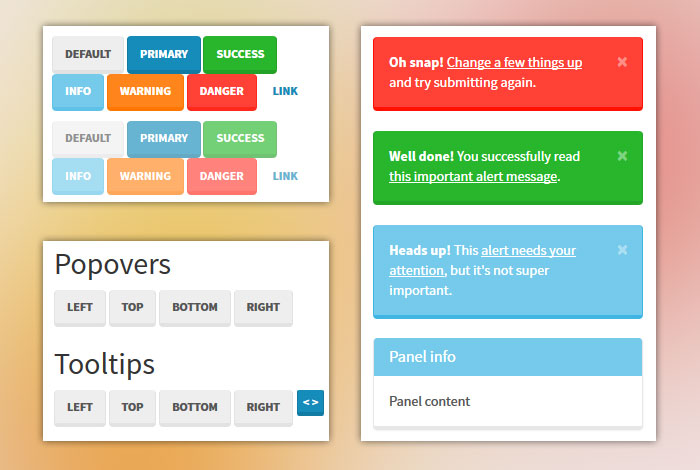 DEFAULT PRIMARY SUCCESS
INFO WARNING DANGER LINK
DEFAULT PRIMARY SUCCESS
INFO WARNING DANGER LINK
Popovers
LEFT TOP BOTTOM RIGHT
Tooltips
LEFT TOP BOTTOM RIGHT < >
Oh snap! Change a few things up ×
and try submitting again.
Well done! You successfully read ×
this important alert message.
Heads up! This alert needs your ×
attention, but it's not super
important.
Panel info
Panel content